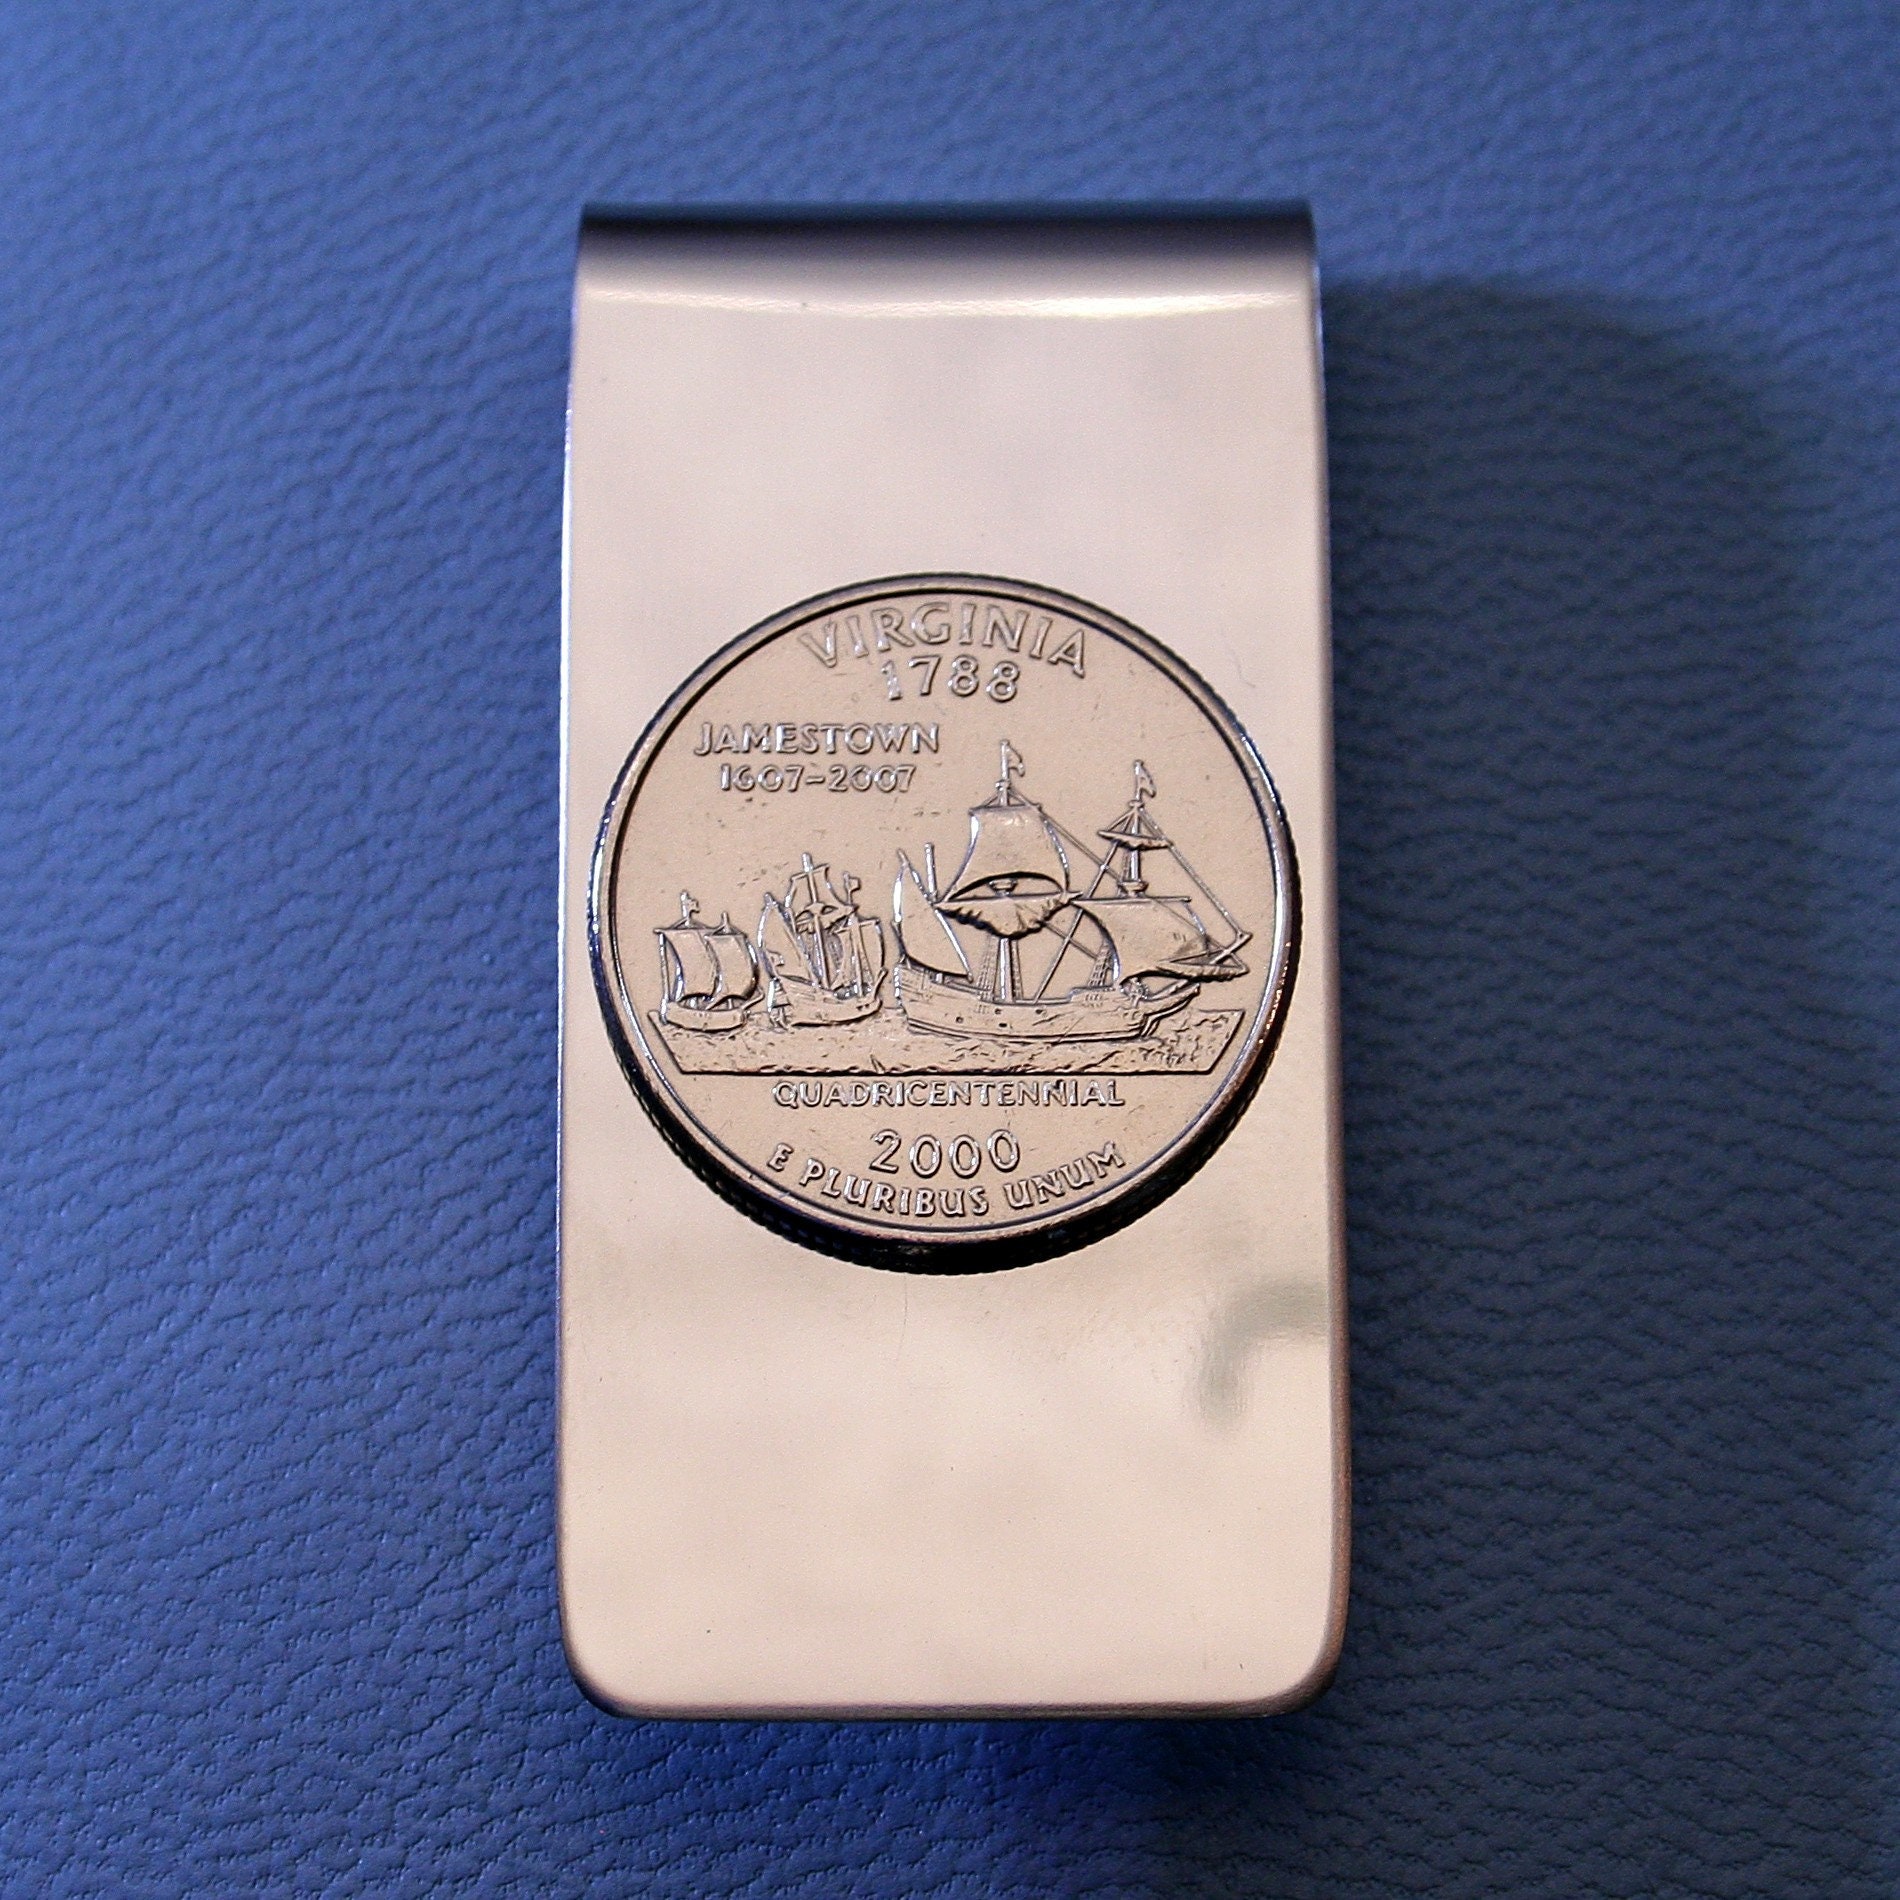 VIRGINIA
1788
JAMESTOWN
1607-2007
QUADRICENTENNIAL
2000
E PLURIBUS UNUM